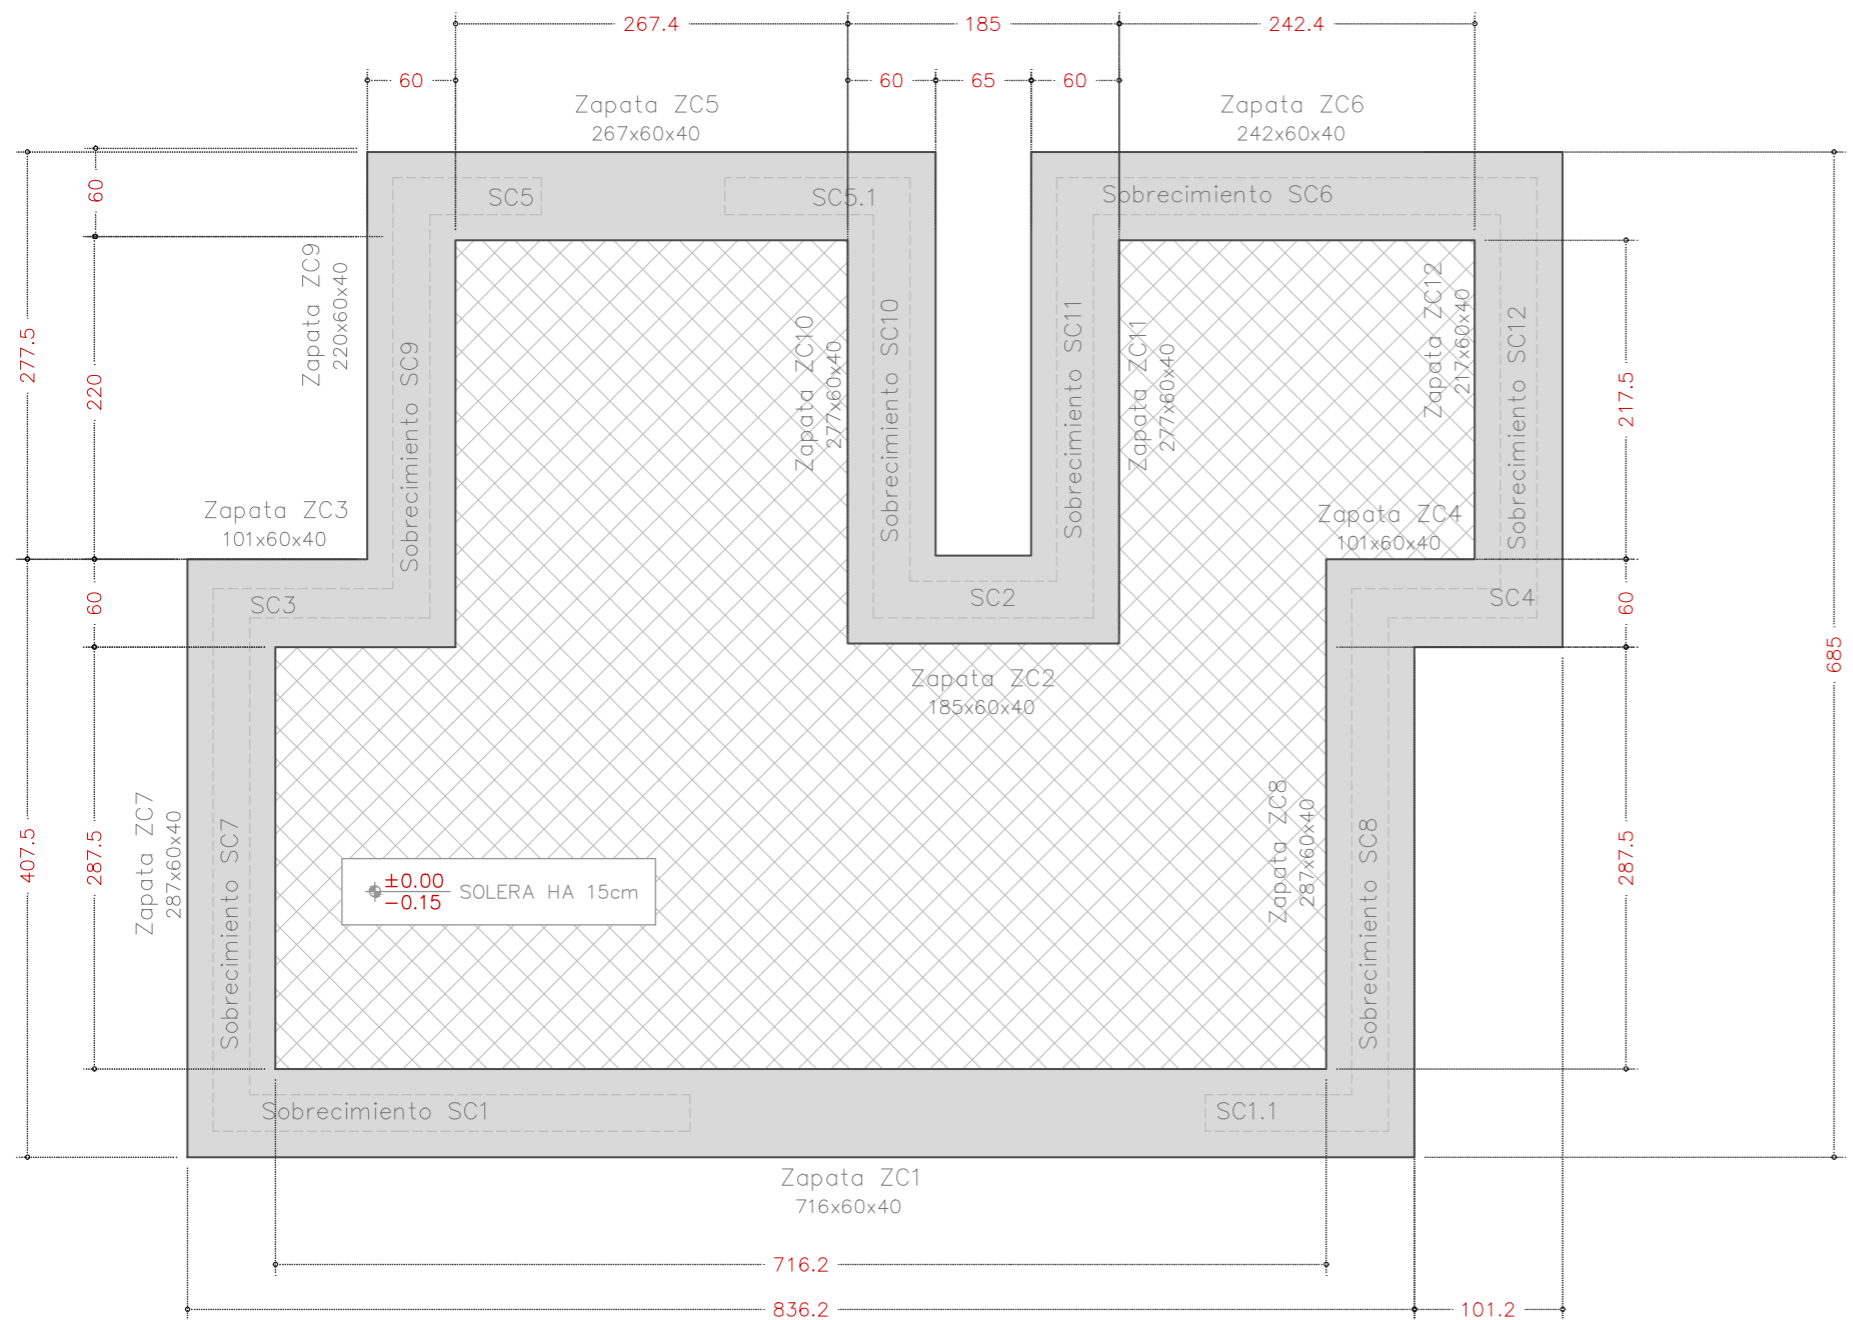 267.4
185
242.4
60
60
65
60
Zapata ZC5
267x60x40
Zapata ZC6
242x60x40
60
SC5
SC5.1
Sobrecimiento SC6
277.5
220
Zapata ZC9
220x60x40
Sobrecimiento SC9
Zapata ZC10
277x60x40
Sobrecimiento SC10
Sobrecimiento SC11
Zapata ZC11
277x60x40
Zapata ZC12
217x60x40
Sobrecimiento SC12
217.5
Zapata ZC3
101x60x40
Zapata ZC4
101x60x40
60
SC3
SC2
SC4
60
685
Zapata ZC2
185x60x40
407.5
287.5
Zapata ZC7
287x60x40
Sobrecimiento SC7
±0.00
-0.15
SOLERA HA 15cm
Zapata ZC8
287x60x40
Sobrecimiento SC8
287.5
Sobrecimiento SC1
SC1.1
Zapata ZC1
716x60x40
716.2
836.2
101.2